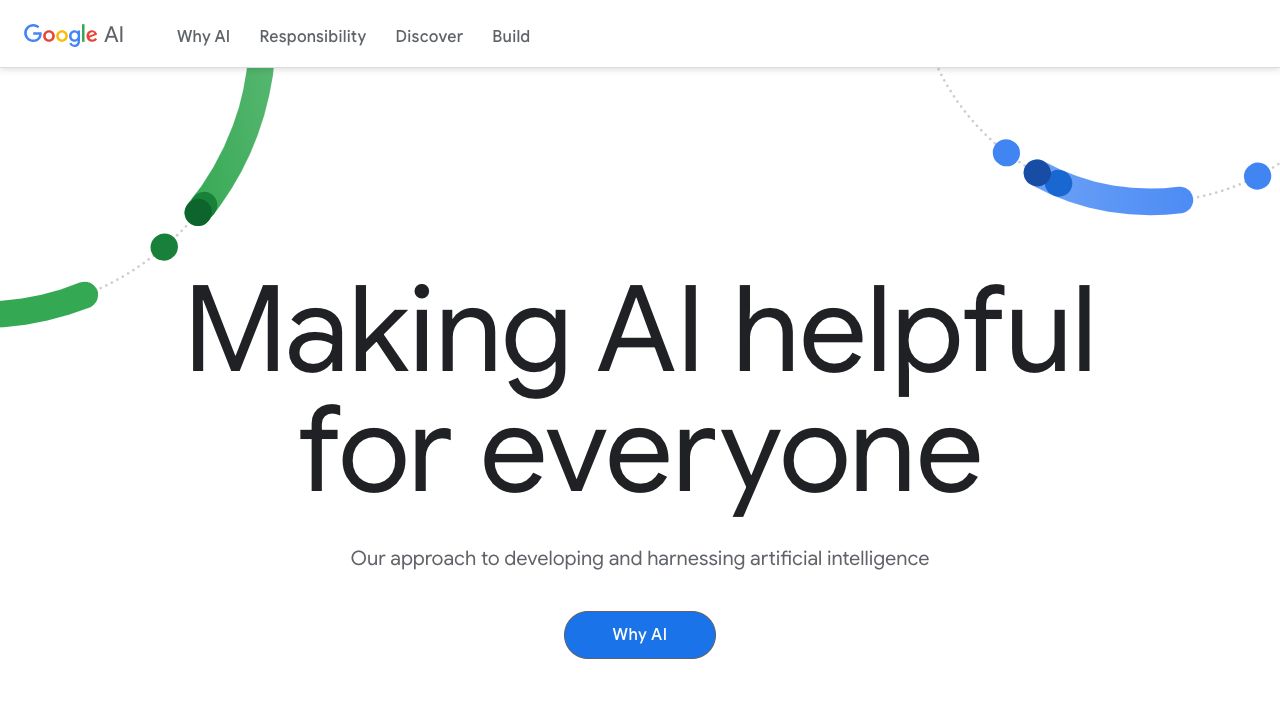 Google AI
Why AI
Responsibility
Discover
Build
Making AI helpful
for everyone
Our approach to developing and harnessing artificial intelligence
Why AI